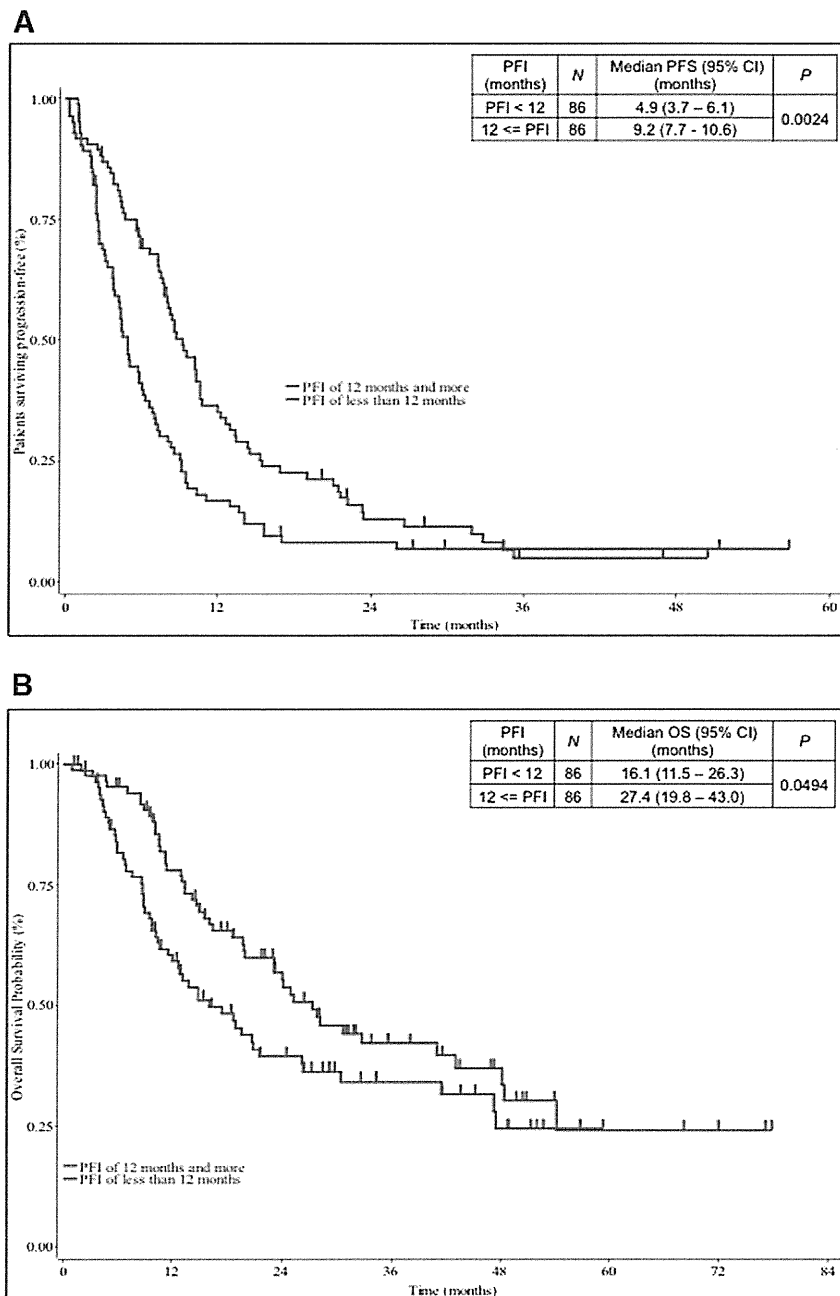 A
PFI (months) N Median PFS (95% CI) (months) P
PFI < 12 86 4.9 (3.7 – 6.1) 0.0024
12 <= PFI 86 9.2 (7.7 - 10.6)
Patients surviving progression-free (%)
1.00
0.75
0.50
0.25
0.00
PFI of 12 months and more
PFI of less than 12 months
0 12 24 36 48 60
Time (months)
B
PFI (months) N Median OS (95% CI) (months) P
PFI < 12 86 16.1 (11.5 – 26.3) 0.0494
12 <= PFI 86 27.4 (19.8 – 43.0)
Overall Survival Probability (%)
1.00
0.75
0.50
0.25
0.00
PFI of 12 months and more
PFI of less than 12 months
0 12 24 36 48 60 72 84
Time (months)